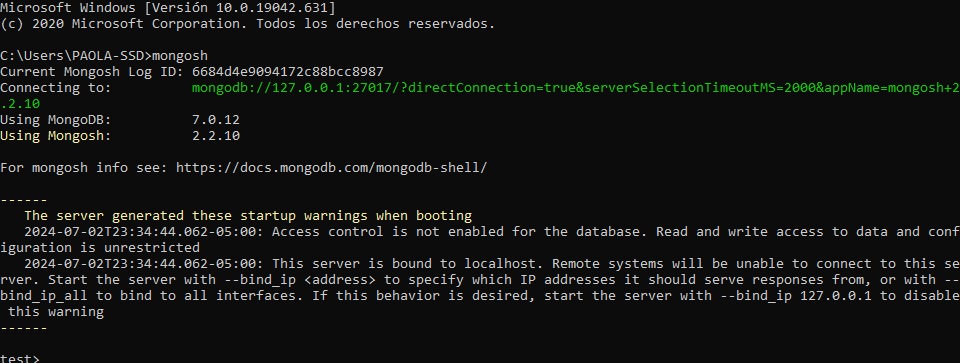 Microsoft Windows [Versión 10.0.19042.631]
(c) 2020 Microsoft Corporation. Todos los derechos reservados.
C:\Users\PAOLA-SSD>mongosh
Current Mongosh Log ID: 6684d4e9094172c88bcc8987
Connecting to:          mongodb://127.0.0.1:27017/?directConnection=true&serverSelectionTimeoutMS=2000&appName=mongosh+2
.2.10
Using MongoDB:          7.0.12
Using Mongosh:          2.2.10
For mongosh info see: https://docs.mongodb.com/mongodb-shell/
------
   The server generated these startup warnings when booting
   2024-07-02T23:34:44.062-05:00: Access control is not enabled for the database. Read and write access to data and conf
iguration is unrestricted
   2024-07-02T23:34:44.062-05:00: This server is bound to localhost. Remote systems will be unable to connect to this se
rver. Start the server with --bind_ip <address> to specify which IP addresses it should serve responses from, or with --
bind_ip_all to bind to all interfaces. If this behavior is desired, start the server with --bind_ip 127.0.0.1 to disable
 this warning
------
test>